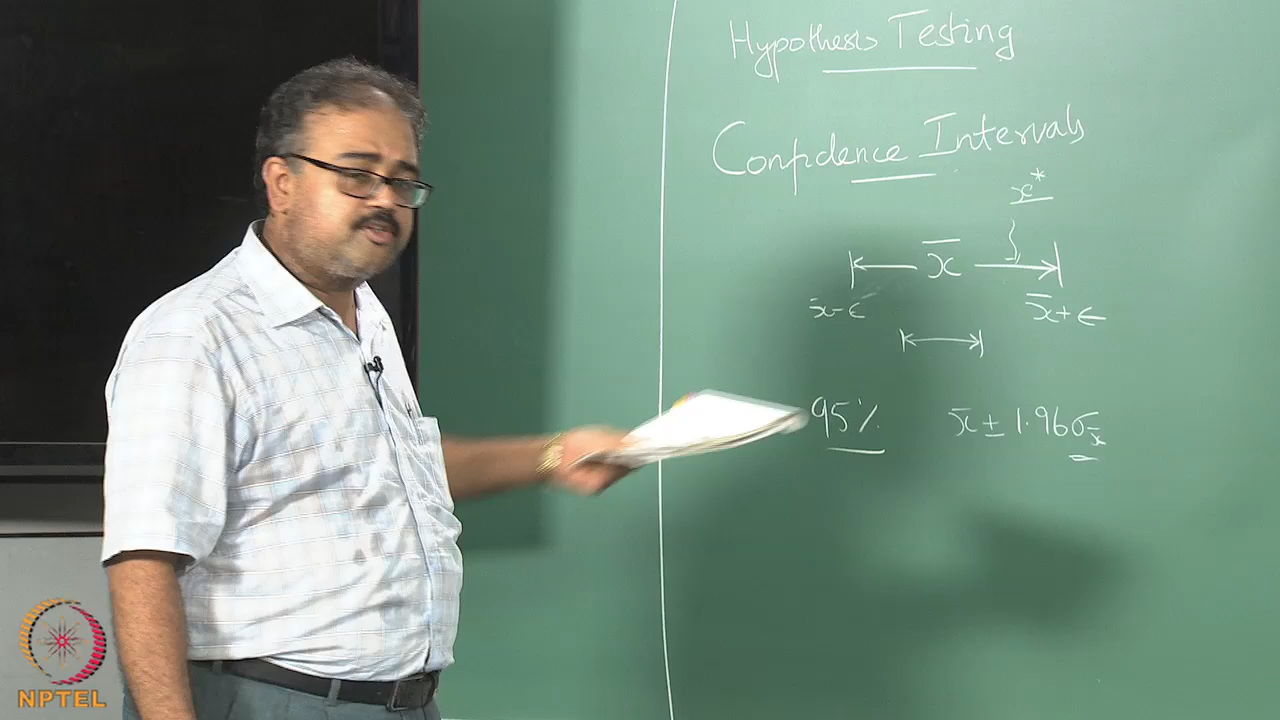 Hypothesis Testing
Confidence Intervals
x*
x̄
x̄-ε x̄+ε
95% x̄ ± 1.96σx̄
NPTEL